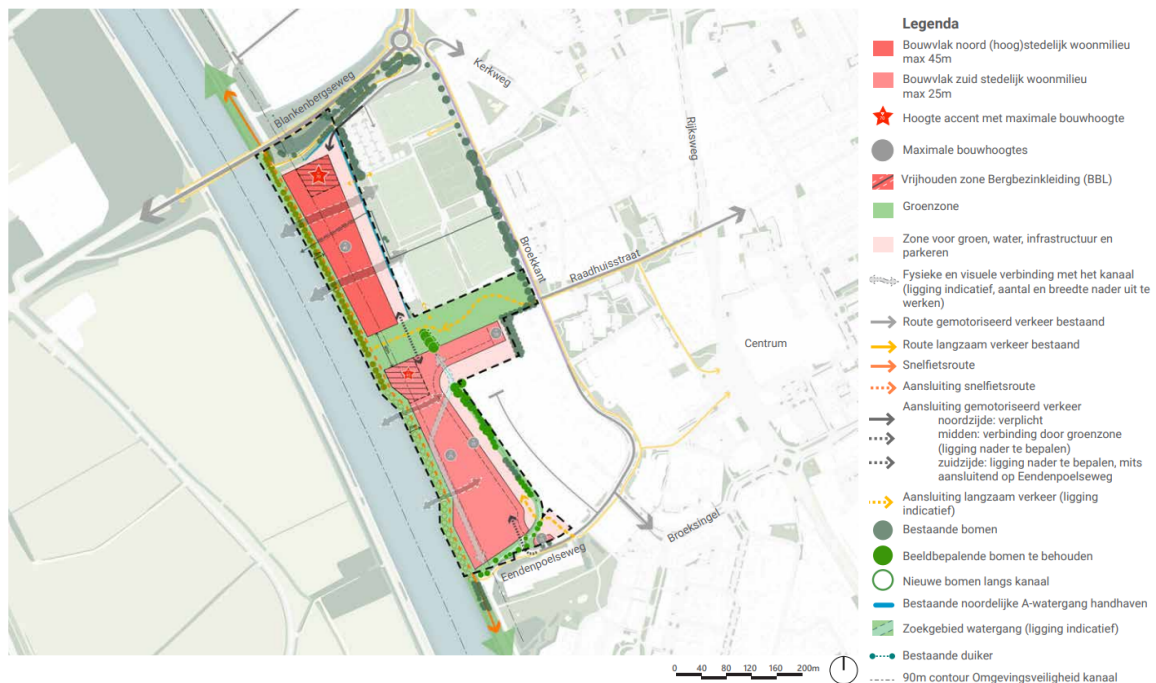 Blankenbergseweg
Kerkweg
Rijksweg
Broekkant
Raadhuisstraat
Centrum
Broeksingel
Eendenpoelseweg
0 40 80 120 160 200m
Legenda
Bouwvlak noord (hoog)stedelijk woonmilieu
max 45m
Bouwvlak zuid stedelijk woonmilieu
max 25m
Hoogte accent met maximale bouwhoogte
Maximale bouwhoogtes
Vrijhouden zone Bergbezinkleiding (BBL)
Groenzone
Zone voor groen, water, infrastructuur en
parkeren
Fysieke en visuele verbinding met het kanaal
(ligging indicatief, aantal en breedte nader uit te
werken)
Route gemotoriseerd verkeer bestaand
Route langzaam verkeer bestaand
Snelfietsroute
Aansluiting snelfietsroute
Aansluiting gemotoriseerd verkeer
noordzijde: verplicht
midden: verbinding door groenzone
(ligging nader te bepalen)
zuidzijde: ligging nader te bepalen, mits
aansluitend op Eendenpoelseweg
Aansluiting langzaam verkeer (ligging
indicatief)
Bestaande bomen
Beeldbepalende bomen te behouden
Nieuwe bomen langs kanaal
Bestaande noordelijke A-watergang handhaven
Zoekgebied watergang (ligging indicatief)
Bestaande duiker
90m contour Omgevingsveiligheid kanaal